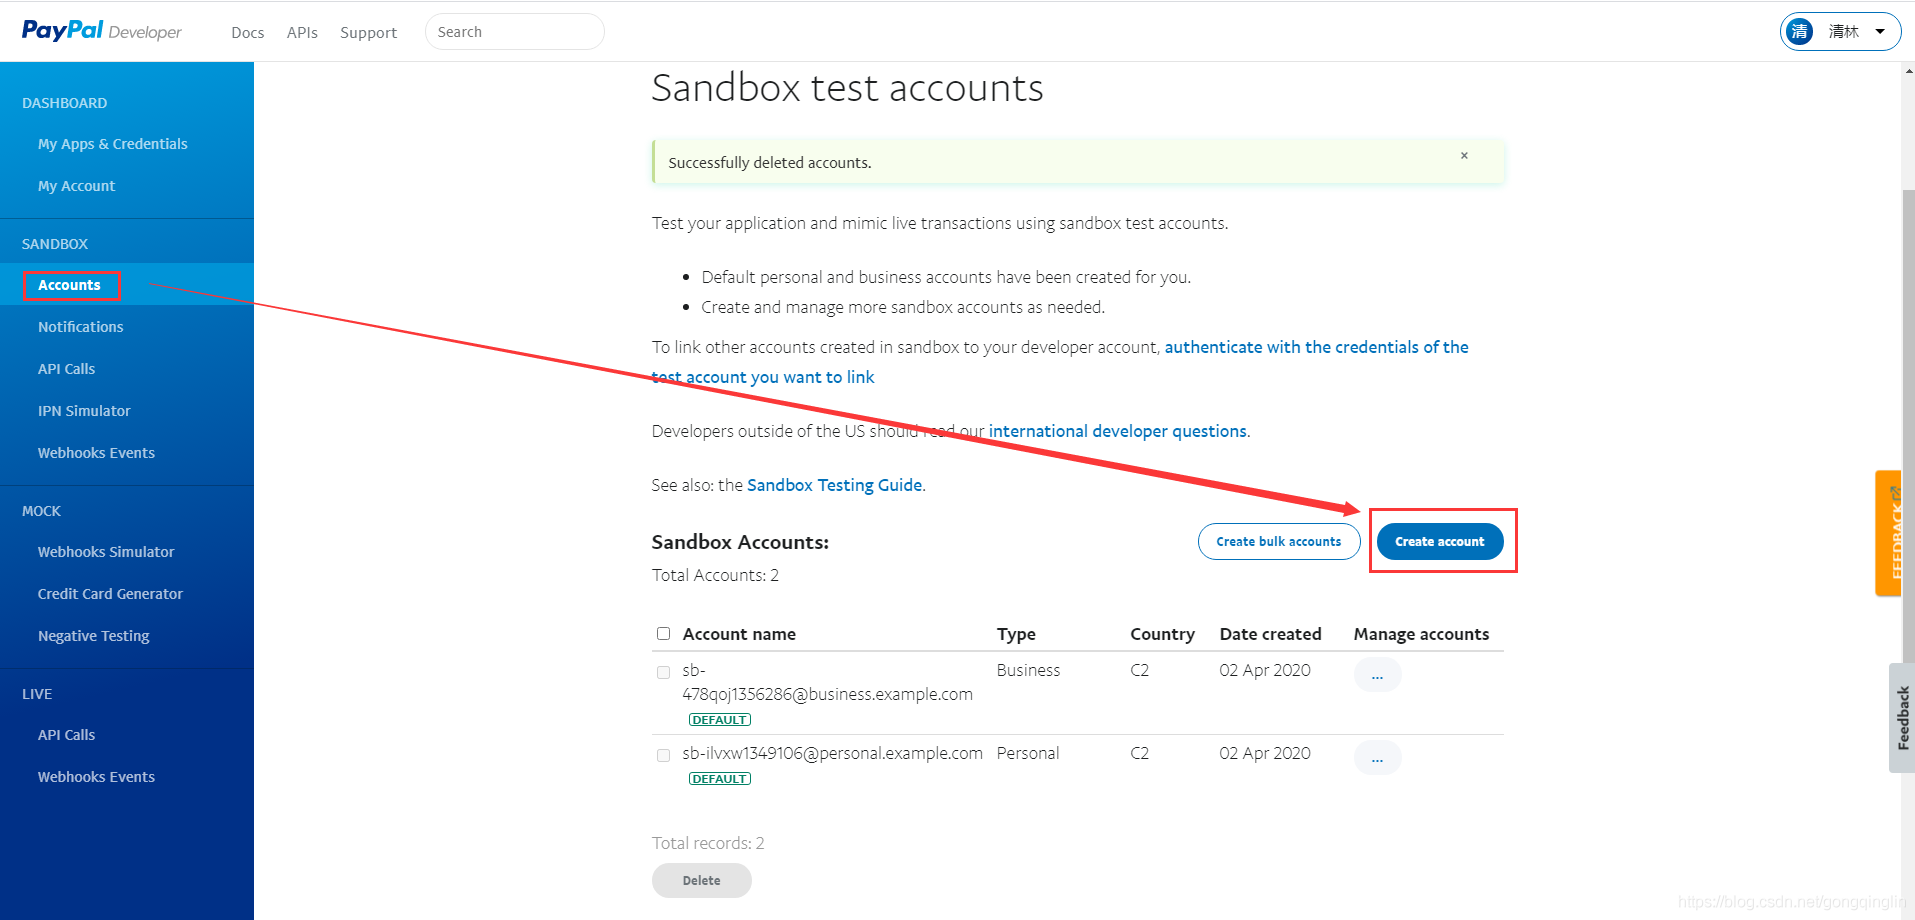 PayPal Developer
Docs
APIs
Support
Search
清
清林
DASHBOARD
My Apps & Credentials
My Account
SANDBOX
Accounts
Notifications
API Calls
IPN Simulator
Webhooks Events
MOCK
Webhooks Simulator
Credit Card Generator
Negative Testing
LIVE
API Calls
Webhooks Events
Sandbox test accounts
Successfully deleted accounts.
×
Test your application and mimic live transactions using sandbox test accounts.
• Default personal and business accounts have been created for you.
• Create and manage more sandbox accounts as needed.
To link other accounts created in sandbox to your developer account, authenticate with the credentials of the
test account you want to link
Developers outside of the US should read our international developer questions.
See also: the Sandbox Testing Guide.
Sandbox Accounts:
Create bulk accounts
Create account
Total Accounts: 2
Account name Type Country Date created Manage accounts
sb- Business C2 02 Apr 2020 ...
478qoj1356286@business.example.com
DEFAULT
sb-ilvxw1349106@personal.example.com Personal C2 02 Apr 2020 ...
DEFAULT
Total records: 2
Delete
FEEDBACK
Feedback
https://blog.csdn.net/gongqinglin